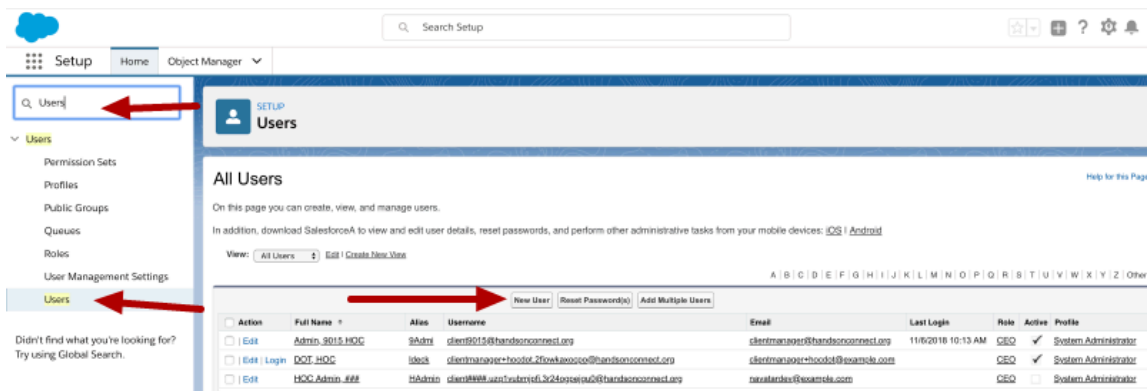 Search Setup
Setup Home Object Manager
Users
SETUP
Users
Users
Permission Sets
Profiles
Public Groups
Queues
Roles
User Management Settings
Users
Didn't find what you're looking for?
Try using Global Search.
All Users
Help for this Page
On this page you can create, view, and manage users.
In addition, download SalesforceA to view and edit user details, reset passwords, and perform other administrative tasks from your mobile devices: iOS | Android
View: All Users Edit | Create New View
A | B | C | D | E | F | G | H | I | J | K | L | M | N | O | P | Q | R | S | T | U | V | W | X | Y | Z | Other
New User Reset Password(s) Add Multiple Users
Action Full Name Alias Username Email Last Login Role Active Profile
| Edit Admin, 9015 HOC 9Admi client9015@handsonconnect.org clientmanager@handsonconnect.org 11/6/2018 10:13 AM CEO System Administrator
| Edit | Login DOT, HOC ldeck clientmanager+hocdot@example.com CEO System Administrator
| Edit HOC Admin, ### HAdmin navatardev@example.com CEO System Administrator